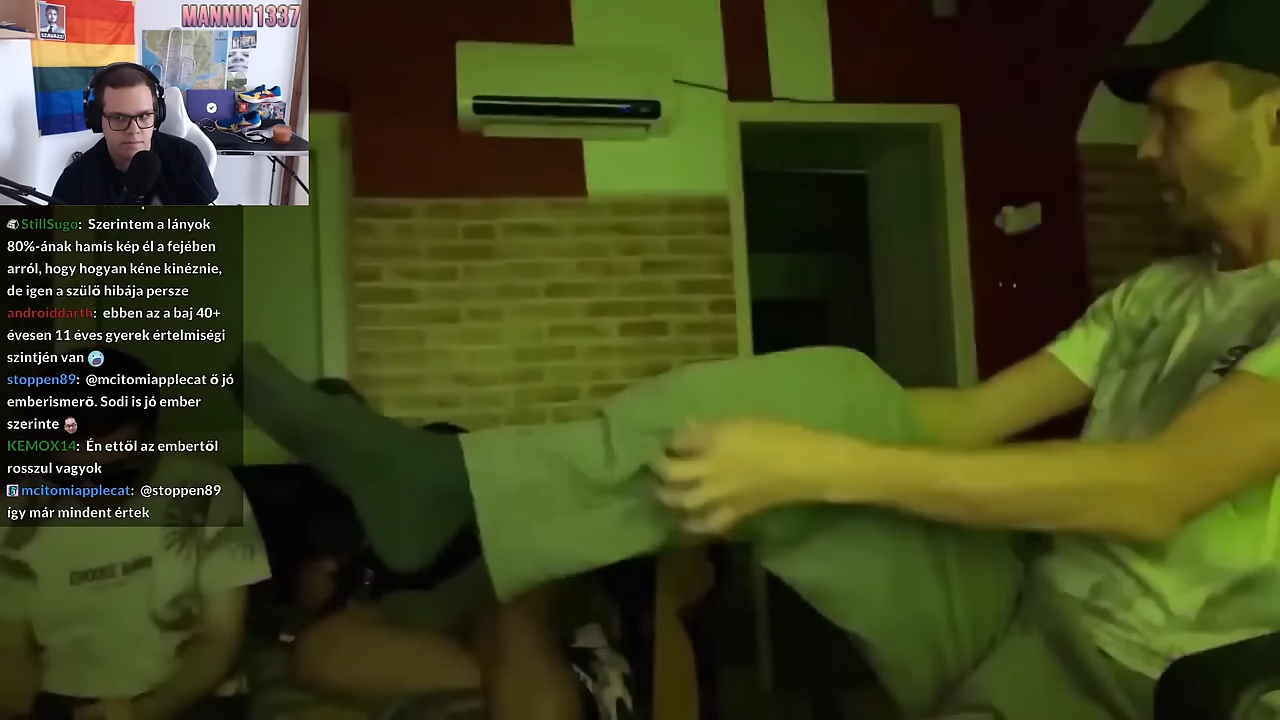 MANNIN1337
SZAVAZZ!
StillSugo: Szerintem a lányok
80%-ának hamis kép él a fejében
arról, hogy hogyan kéne kinéznie,
de igen a szülő hibája persze
androiddarth: ebben az a baj 40+
évesen 11 éves gyerek értelmiségi
szintjén van
stoppen89: @mcitomiapplecat ő jó
emberismerő. Sodi is jó ember
szerinte
KEMOX14: Én ettől az embertől
rosszul vagyok
mcitomiapplecat: @stoppen89
így már mindent értek